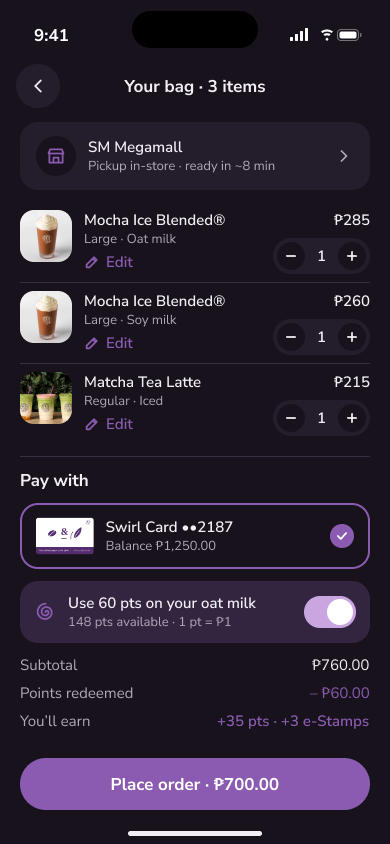 9:41
Your bag · 3 items
SM Megamall
Pickup in-store · ready in ~8 min
Mocha Ice Blended®
₱285
Large · Oat milk
Edit
1
Mocha Ice Blended®
₱260
Large · Soy milk
Edit
1
Matcha Tea Latte
₱215
Regular · Iced
Edit
1
Pay with
&
Swirl Card ••2187
Balance ₱1,250.00
Use 60 pts on your oat milk
148 pts available · 1 pt = ₱1
Subtotal
₱760.00
Points redeemed
– ₱60.00
You’ll earn
+35 pts · +3 e-Stamps
Place order · ₱700.00